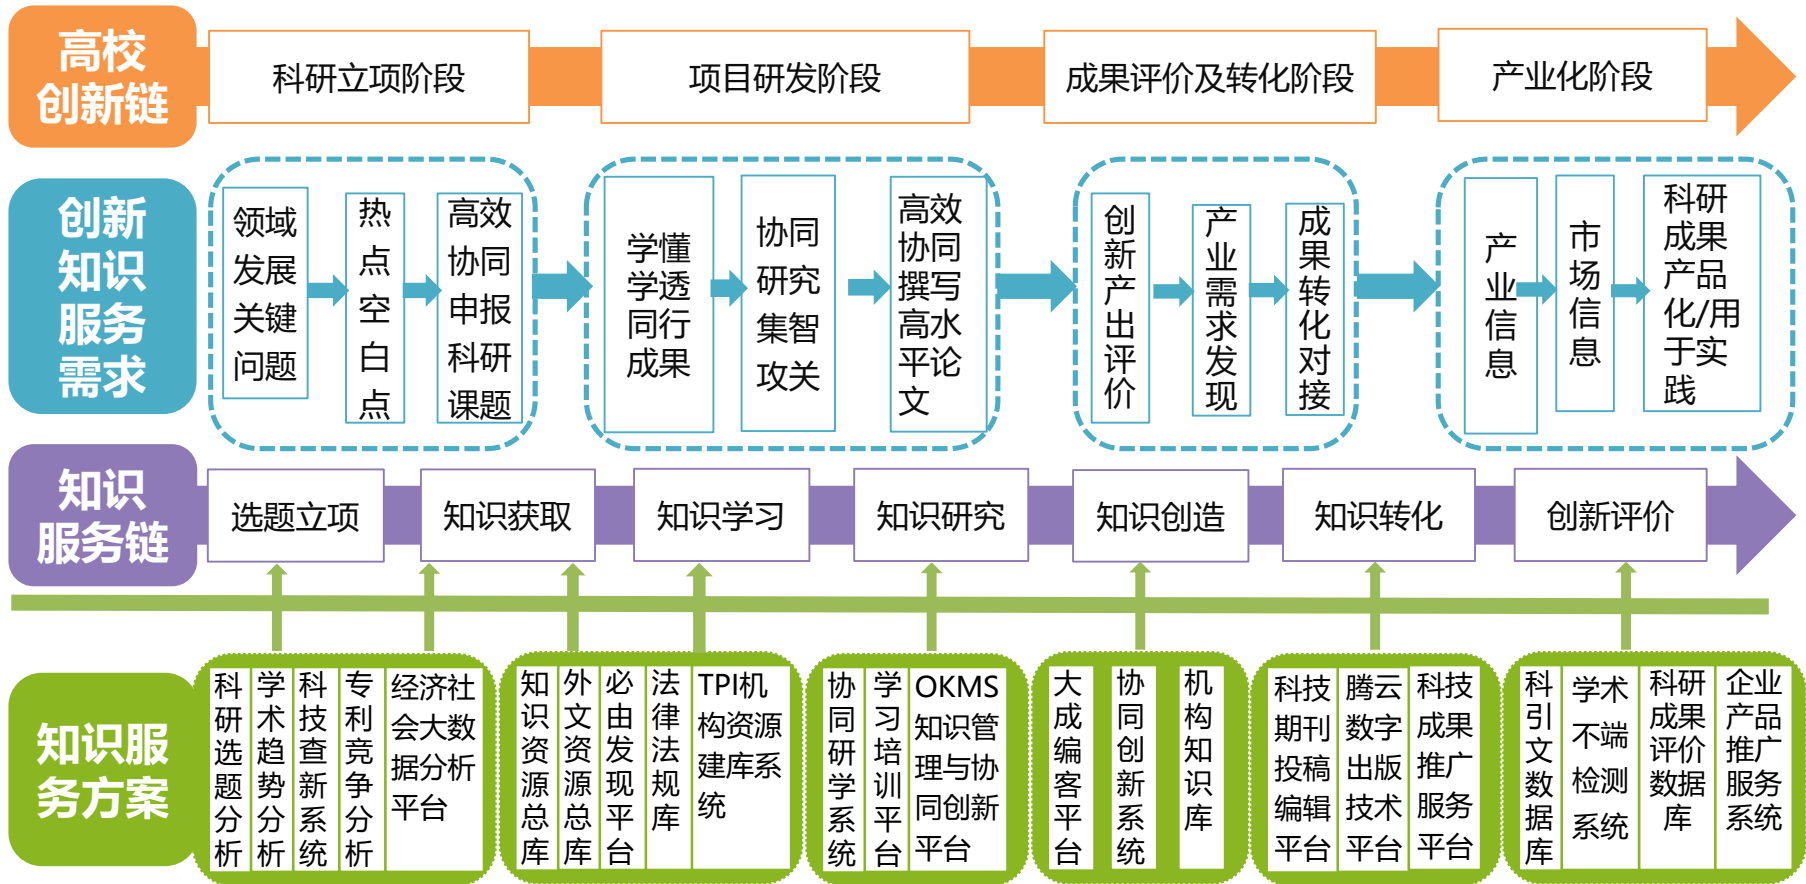 高校
创新链
科研立项阶段
项目研发阶段
成果评价及转化阶段
产业化阶段
创新
知识
服务
需求
领域
发展
关键
问题
热
点
空
白
点
高效
协同
申报
科研
课题
学懂
学透
同行
成果
协同
研究
集智
攻关
高效
协同
撰写
高水
平论
文
创
新
产
出
评
价
产
业
需
求
发
现
成
果
转
化
对
接
产
业
信
息
市
场
信
息
科研
成果
产品
化/用
于实
践
知识
服务链
选题立项
知识获取
知识学习
知识研究
知识创造
知识转化
创新评价
知识服
务方案
科
研
选
题
分
析
学
术
趋
势
分
析
科
技
查
新
系
统
专
利
竞
争
分
析
经济社
会大数
据分析
平台
知
识
资
源
总
库
外
文
资
源
总
库
必
由
发
现
平
台
法
律
法
规
库
TPI机
构资源
建库系
统
协
同
研
学
系
统
学
习
培
训
平
台
OKMS
知识管
理与协
同创新
平台
大
成
编
客
平
台
协
同
创
新
系
统
机
构
知
识
库
科技
期刊
投稿
编辑
平台
腾云
数字
出版
技术
平台
科技
成果
推广
服务
平台
科
引
文
数
据
库
学术
不端
检测
系统
科研
成果
评价
数据
库
企业
产品
推广
服务
系统